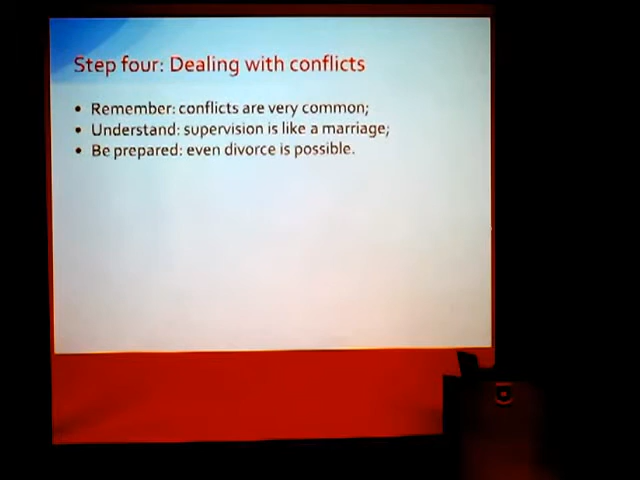 Step four: Dealing with conflicts
• Remember: conflicts are very common;
• Understand: supervision is like a marriage;
• Be prepared: even divorce is possible.